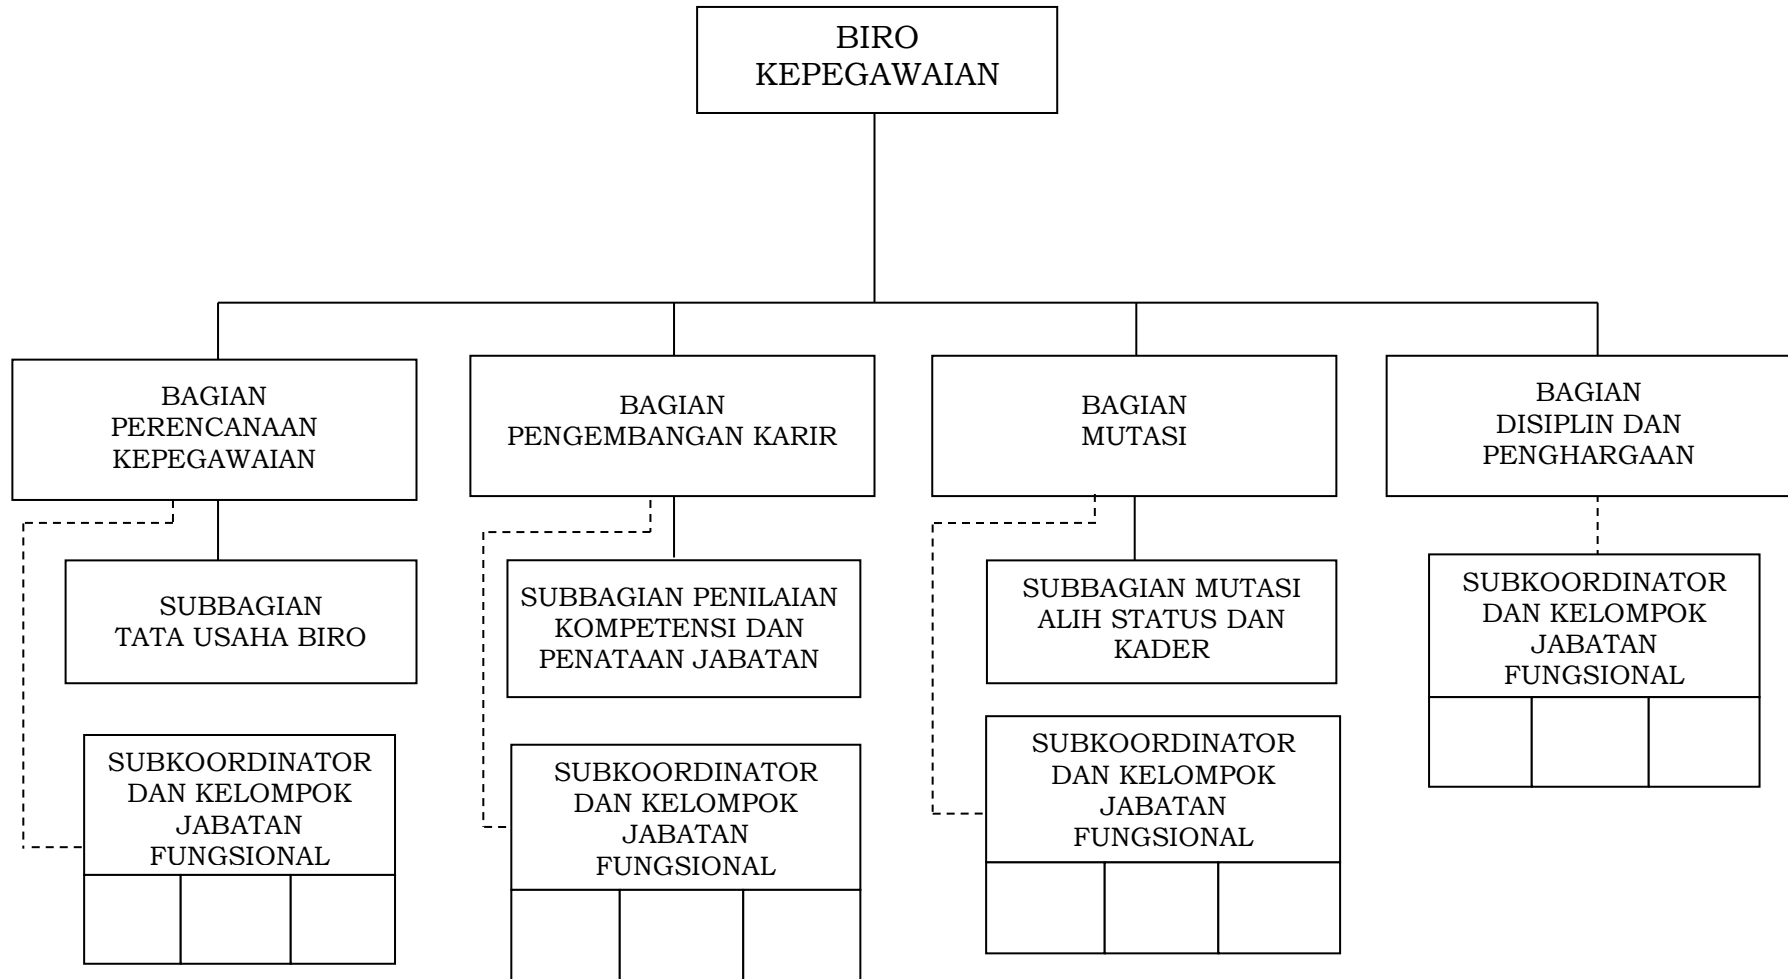 BIRO
KEPEGAWAIAN
BAGIAN
PERENCANAAN
KEPEGAWAIAN
BAGIAN
PENGEMBANGAN KARIR
BAGIAN
MUTASI
BAGIAN
DISIPLIN DAN
PENGHARGAAN
SUBBAGIAN
TATA USAHA BIRO
SUBBAGIAN PENILAIAN
KOMPETENSI DAN
PENATAAN JABATAN
SUBBAGIAN MUTASI
ALIH STATUS DAN
KADER
SUBKOORDINATOR
DAN KELOMPOK
JABATAN
FUNGSIONAL
SUBKOORDINATOR
DAN KELOMPOK
JABATAN
FUNGSIONAL
SUBKOORDINATOR
DAN KELOMPOK
JABATAN
FUNGSIONAL
SUBKOORDINATOR
DAN KELOMPOK
JABATAN
FUNGSIONAL